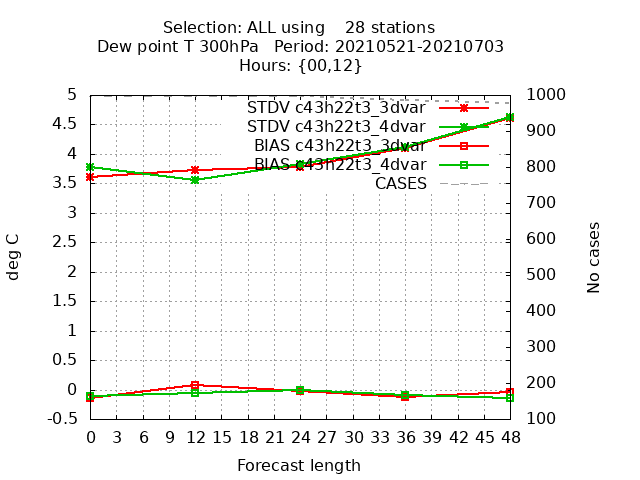 Selection: ALL using    28 stations
Dew point T 300hPa   Period: 20210521-20210703
Hours: {00,12}
STDV c43h22t3_3dvar
STDV c43h22t3_4dvar
BIAS c43h22t3_3dvar
BIAS c43h22t3_4dvar
CASES
5
4.5
4
3.5
3
2.5
2
1.5
1
0.5
0
-0.5
deg C
1000
900
800
700
600
500
400
300
200
100
No cases
0 3 6 9 12 15 18 21 24 27 30 33 36 39 42 45 48
Forecast length